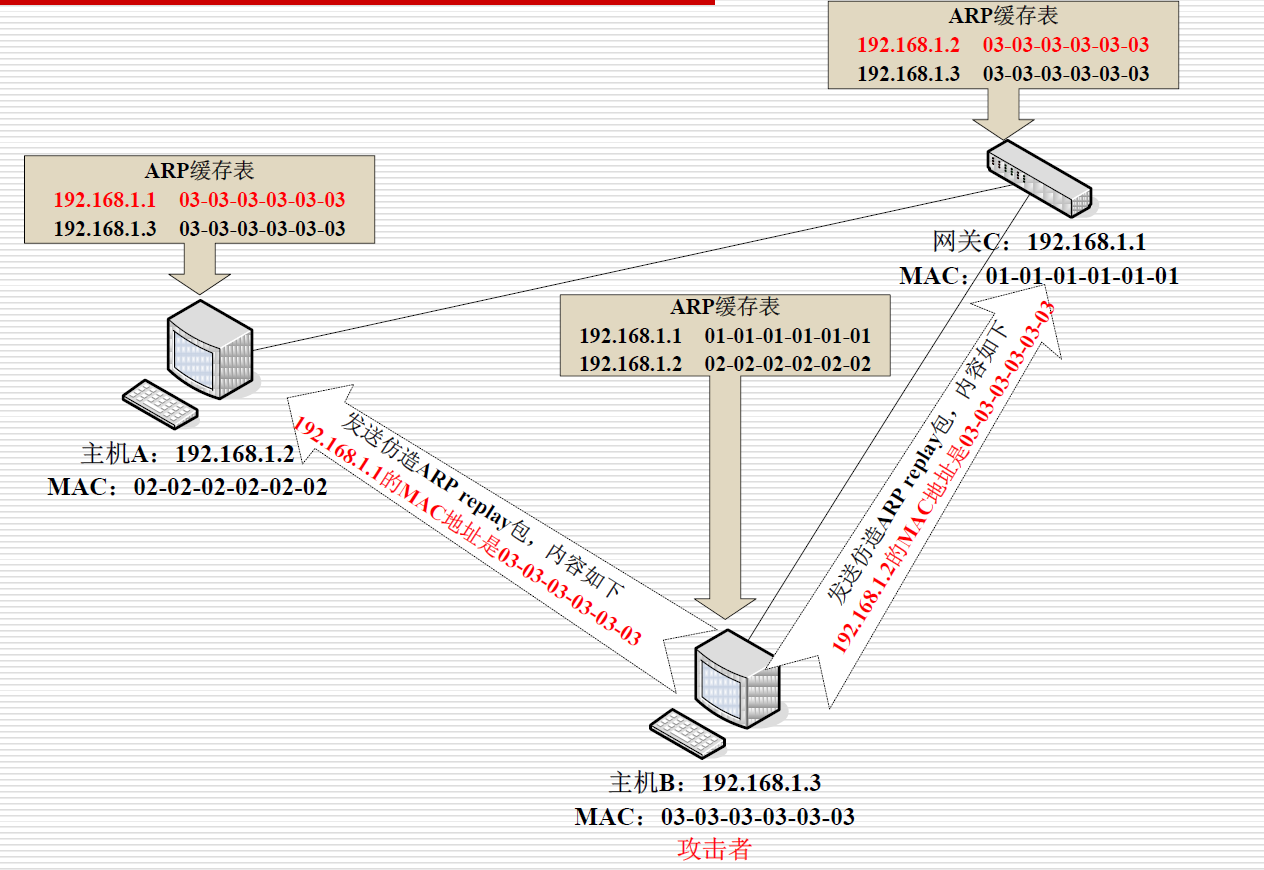 ARP缓存表
192.168.1.2 03-03-03-03-03-03
192.168.1.3 03-03-03-03-03-03
ARP缓存表
192.168.1.1 03-03-03-03-03-03
192.168.1.3 03-03-03-03-03-03
网关C：192.168.1.1
MAC：01-01-01-01-01-01
ARP缓存表
192.168.1.1 01-01-01-01-01-01
192.168.1.2 02-02-02-02-02-02
主机A：192.168.1.2
MAC：02-02-02-02-02-02
发送仿造ARP replay包，内容如下
192.168.1.1的MAC地址是03-03-03-03-03-03
发送仿造ARP replay包，内容如下
192.168.1.2的MAC地址是03-03-03-03-03-03
主机B：192.168.1.3
MAC：03-03-03-03-03-03
攻击者